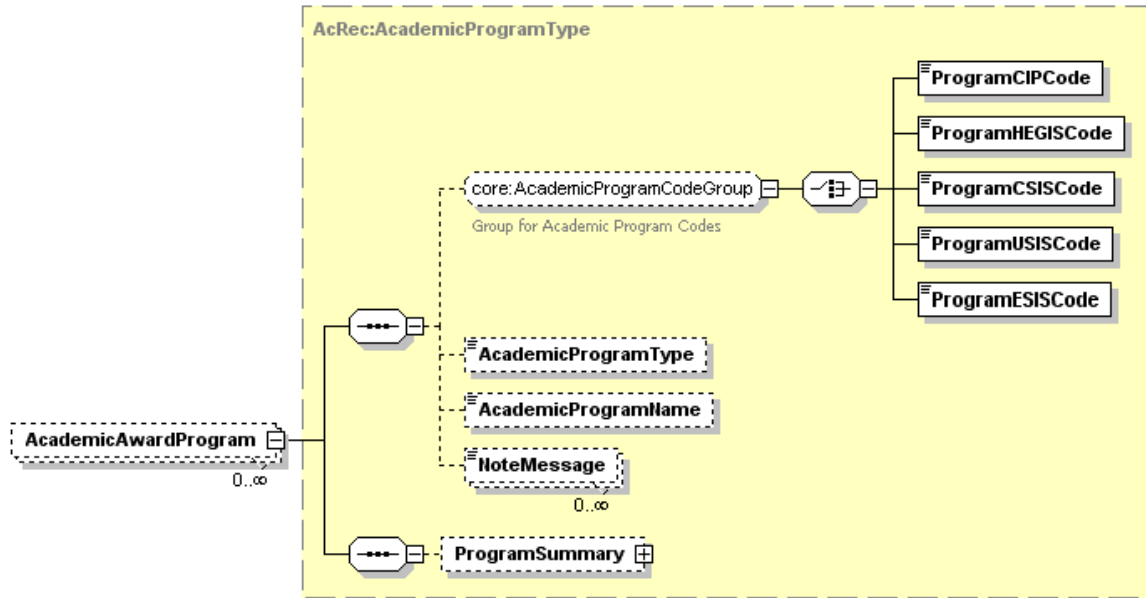 AcRec:AcademicProgramType
ProgramCIPCode
ProgramHEGISCode
core:AcademicProgramCodeGroup
ProgramCSISCode
Group for Academic Program Codes
ProgramUSISCode
ProgramESISCode
AcademicProgramType
AcademicProgramName
AcademicAwardProgram
0..∞
NoteMessage
0..∞
ProgramSummary